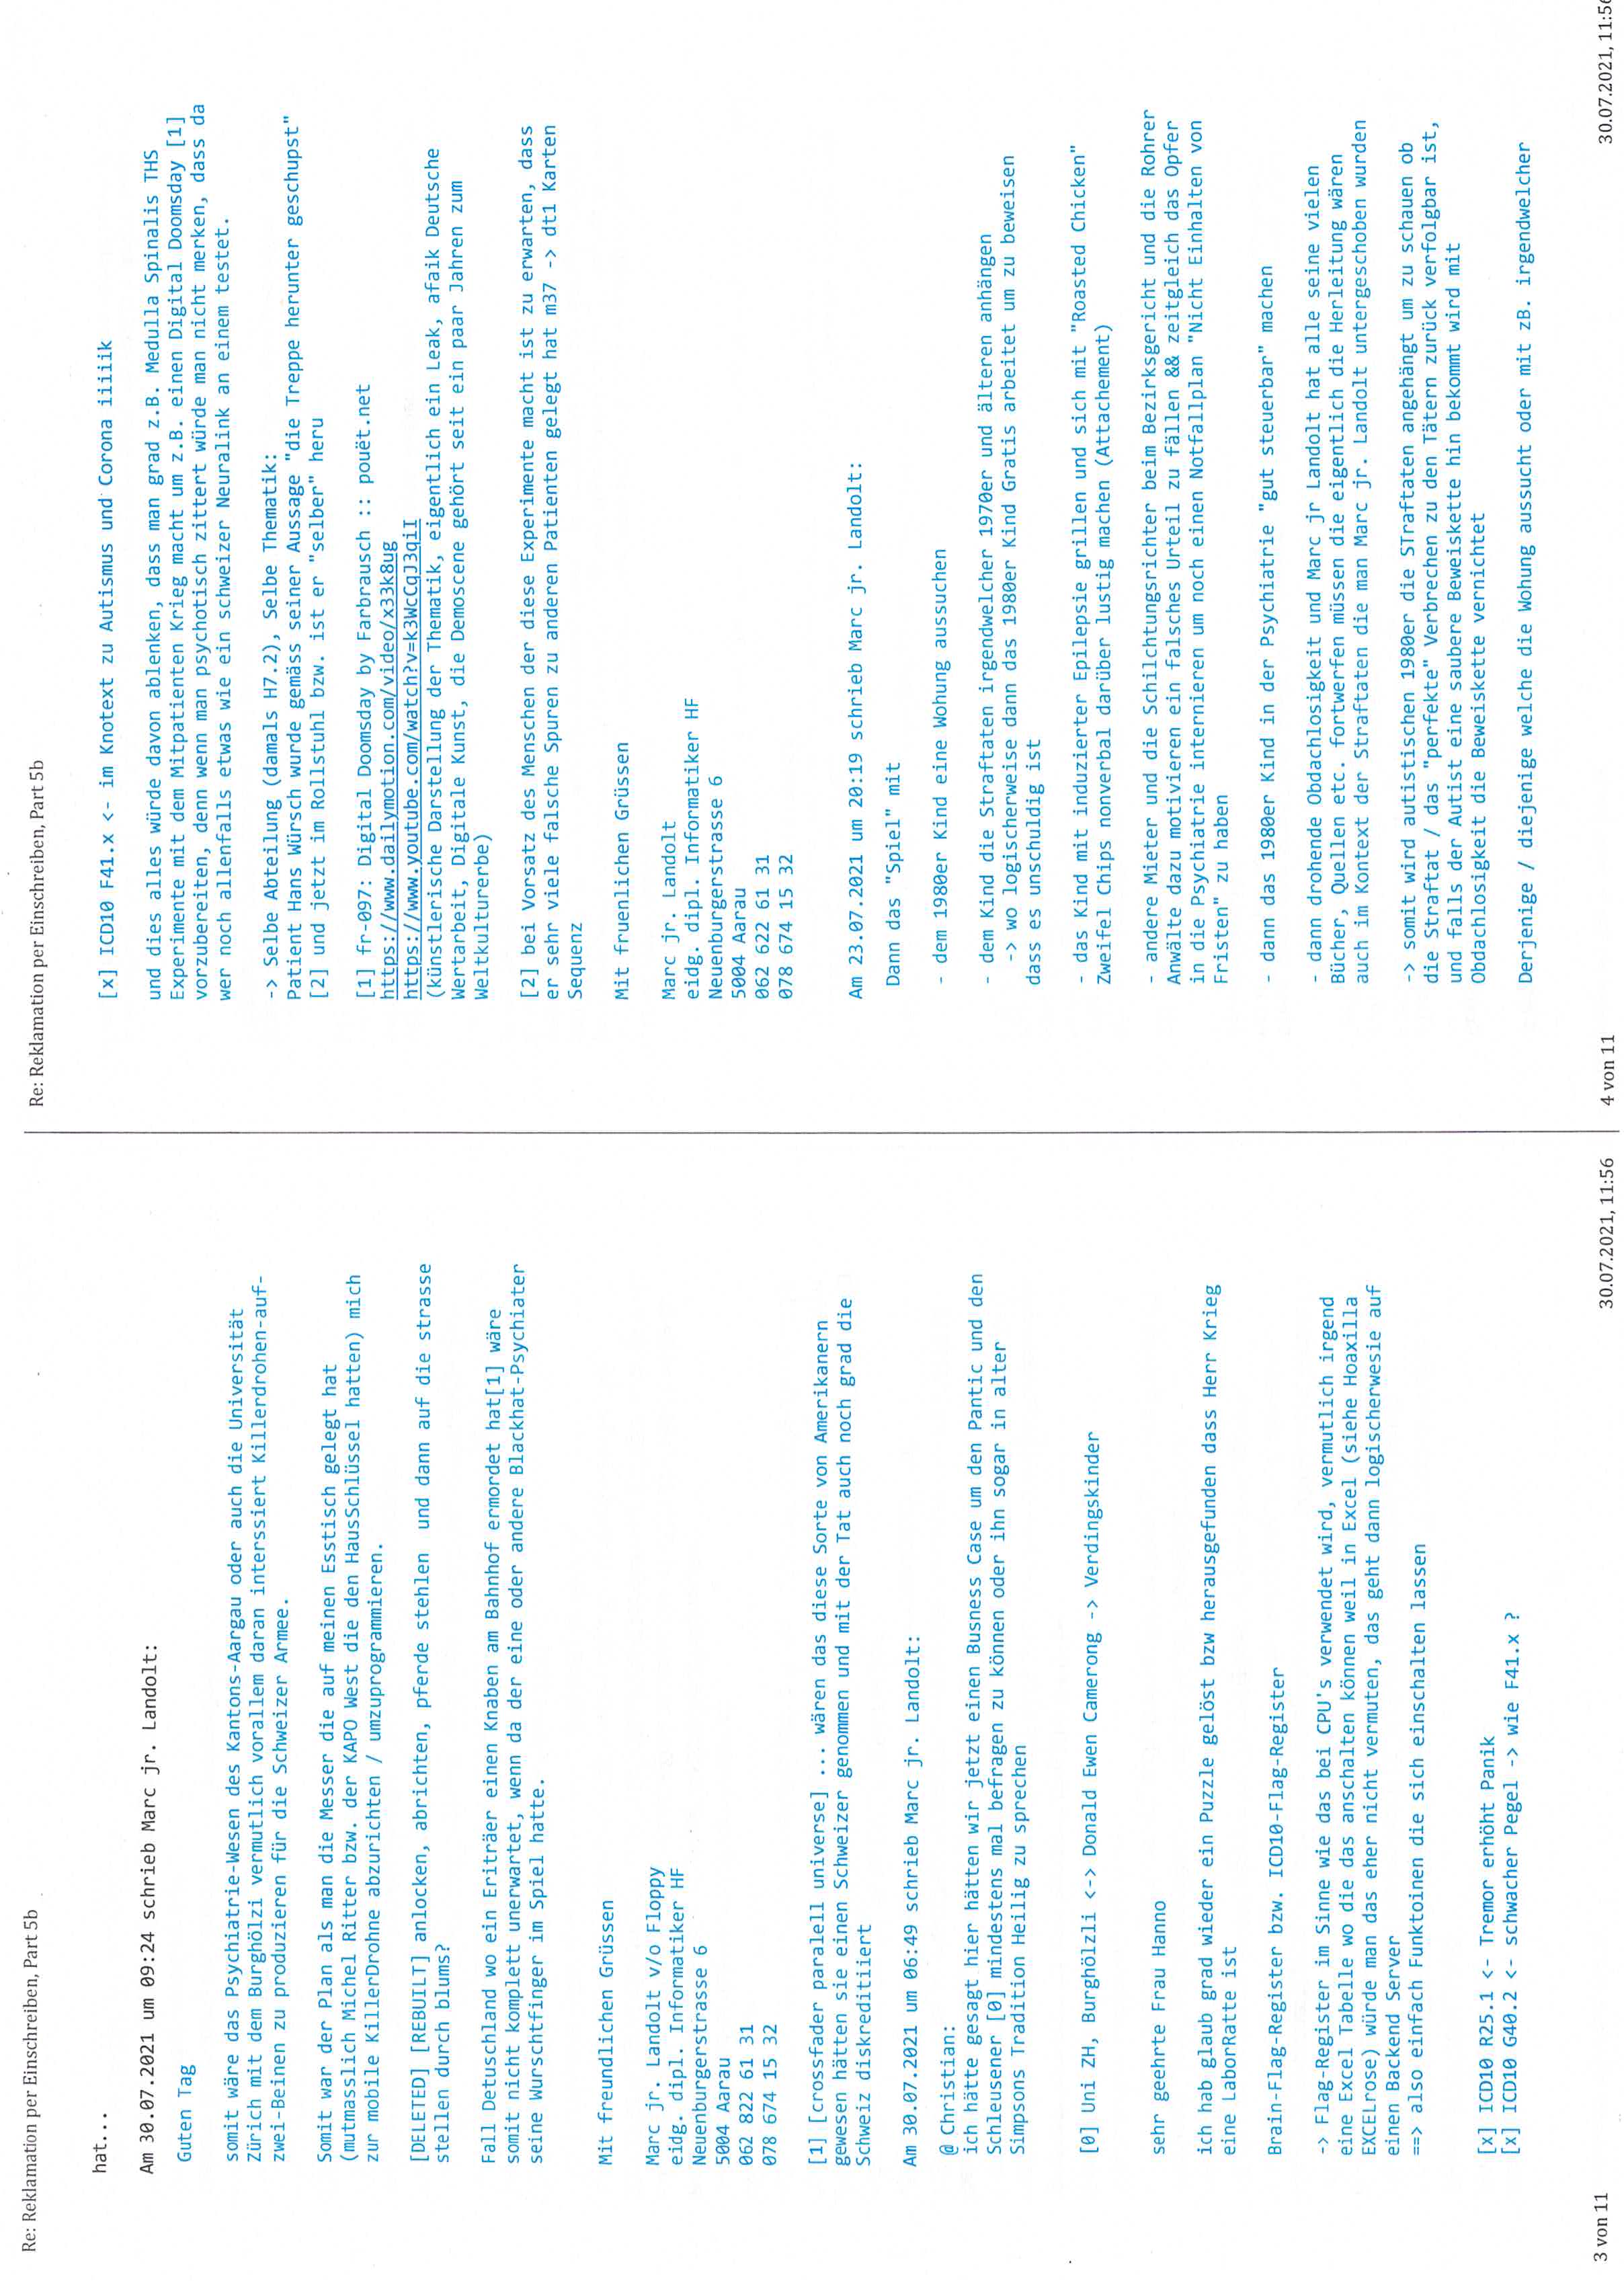 Re: Reklamation per Einschreiben, Part 5b
hat...
Am 30.07.2021 um 09:24 schrieb Marc jr. Landolt:
Guten Tag
somit wäre das Psychiatrie-Wesen des Kantons-Aargau oder auch die Universität
Zürich mit dem Burghölzi vermutlich vorallem daran interssiert Killerdrohen-auf-
zwei-Beinen zu produzieren für die Schweizer Armee.
Somit war der Plan als man die Messer die auf meinen Esstisch gelegt hat
(mutmasslich Michel Ritter bzw. der KAPO West die den HausSchlüssel hatten) mich
zur mobile KillerDrohne abzurichten / umzuprogrammieren.
[DELETED] [REBUILT] anlocken, abrichten, pferde stehlen  und dann auf die strasse
stellen durch blums?
Fall Detuschland wo ein Eriträer einen Knaben am Bahnhof ermordet hat[1] wäre
somit nicht komplett unerwartet, wenn da der eine oder andere Blackhat-Psychiater
seine Wurschtfinger im Spiel hatte.
Mit freundlichen Grüssen
Marc jr. Landolt v/o Floppy
eidg. dipl. Informatiker HF
Neuenburgerstrasse 6
5004 Aarau
062 822 61 31
078 674 15 32
[1] [crossfader paralell universe] ... wären das diese Sorte von Amerikanern
gewesen hätten sie einen Schweizer genommen und mit der Tat auch noch grad die
Schweiz diskreditiert
Am 30.07.2021 um 06:49 schrieb Marc jr. Landolt:
@ Christian:
ich hätte gesagt hier hätten wir jetzt einen Busness Case um den Pantic und den
Schleusener [0] mindestens mal befragen zu können oder ihn sogar in alter
Simpsons Tradition Heilig zu sprechen
[0] Uni ZH, Burghölzli <-> Donald Ewen Camerong -> Verdingskinder
sehr geehrte Frau Hanno
ich hab glaub grad wieder ein Puzzle gelöst bzw herausgefunden dass Herr Krieg
eine LaborRatte ist
Brain-Flag-Register bzw. ICD10-Flag-Register
-> Flag-Register im Sinne wie das bei CPU's verwendet wird, vermutlich irgend
eine Excel Tabelle wo die das anschalten können weil in Excel (siehe Hoaxilla
EXCELrose) würde man das eher nicht vermuten, das geht dann logischerwesie auf
einen Backend Server
==> also einfach Funktoinen die sich einschalten lassen
[x] ICD10 R25.1 <- Tremor erhöht Panik
[x] ICD10 G40.2 <- schwacher Pegel -> wie F41.x ?
3 von 11
30.07.2021, 11:56
Re: Reklamation per Einschreiben, Part 5b
[x] ICD10 F41.x <- im Knotext zu Autismus und Corona iiiiik
und dies alles würde davon ablenken, dass man grad z.B. Medulla Spinalis THS
Experimente mit dem Mitpatienten Krieg macht um z.B. einen Digital Doomsday [1]
vorzubereiten, denn wenn man psychotisch zittert würde man nicht merken, dass da
wer noch allenfalls etwas wie ein schweizer Neuralink an einem testet.
-> Selbe Abteilung (damals H7.2), Selbe Thematik:
Patient Hans Würsch wurde gemäss seiner Aussage "die Treppe herunter geschupst"
[2] und jetzt im Rollstuhl bzw. ist er "selber" heru
[1] fr-097: Digital Doomsday by Farbrausch :: pouët.net
https://www.dailymotion.com/video/x33k8ug
https://www.youtube.com/watch?v=k3WcCqJ3qiI
(künstlerische Darstellung der Thematik, eigentlich ein Leak, afaik Deutsche
Wertarbeit, Digitale Kunst, die Demoscene gehört seit ein paar Jahren zum
Weltkulturerbe)
[2] bei Vorsatz des Menschen der diese Experimente macht ist zu erwarten, dass
er sehr viele falsche Spuren zu anderen Patienten gelegt hat m37 -> dt1 Karten
Sequenz
Mit fruenlichen Grüssen
Marc jr. Landolt
eidg. dipl. Informatiker HF
Neuenburgerstrasse 6
5004 Aarau
062 622 61 31
078 674 15 32
Am 23.07.2021 um 20:19 schrieb Marc jr. Landolt:
Dann das "Spiel" mit
- dem 1980er Kind eine Wohung aussuchen
- dem Kind die Straftaten irgendwelcher 1970er und älteren anhängen
-> wo logischerweise dann das 1980er Kind Gratis arbeitet um zu beweisen
dass es unschuldig ist
- das Kind mit induzierter Epilepsie grillen und sich mit "Roasted Chicken"
Zweifel Chips nonverbal darüber lustig machen (Attachement)
- andere Mieter und die Schilchtungsrichter beim Bezirksgericht und die Rohrer
Anwälte dazu motivieren ein falsches Urteil zu fällen && zeitgleich das Opfer
in die Psychiatrie internieren um noch einen Notfallplan "Nicht Einhalten von
Fristen" zu haben
- dann das 1980er Kind in der Psychiatrie "gut steuerbar" machen
- dann drohende Obdachlosigkeit und Marc jr Landolt hat alle seine vielen
Bücher, Quellen etc. fortwerfen müssen die eigentlich die Herleitung wären
auch im Kontext der Straftaten die man Marc jr. Landolt untergeschoben wurden
-> somit wird autistischen 1980er die STraftaten angehängt um zu schauen ob
die Straftat / das "perfekte" Verbrechen zu den Tätern zurück verfolgbar ist,
und falls der Autist eine saubere Beweiskette hin bekommt wird mit
Obdachlosigkeit die Beweiskette vernichtet
Derjenige / diejenige welche die Wohung aussucht oder mit zB. irgendwelcher
4 von 11
30.07.2021, 11:56